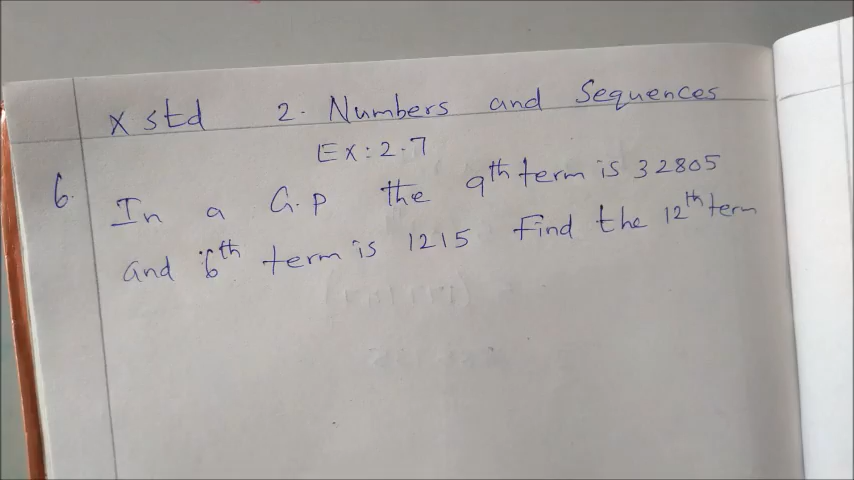 X std 2. Numbers and Sequences
Ex: 2.7
6. In a G.P the 9th term is 32805
and 6th term is 1215 Find the 12th term